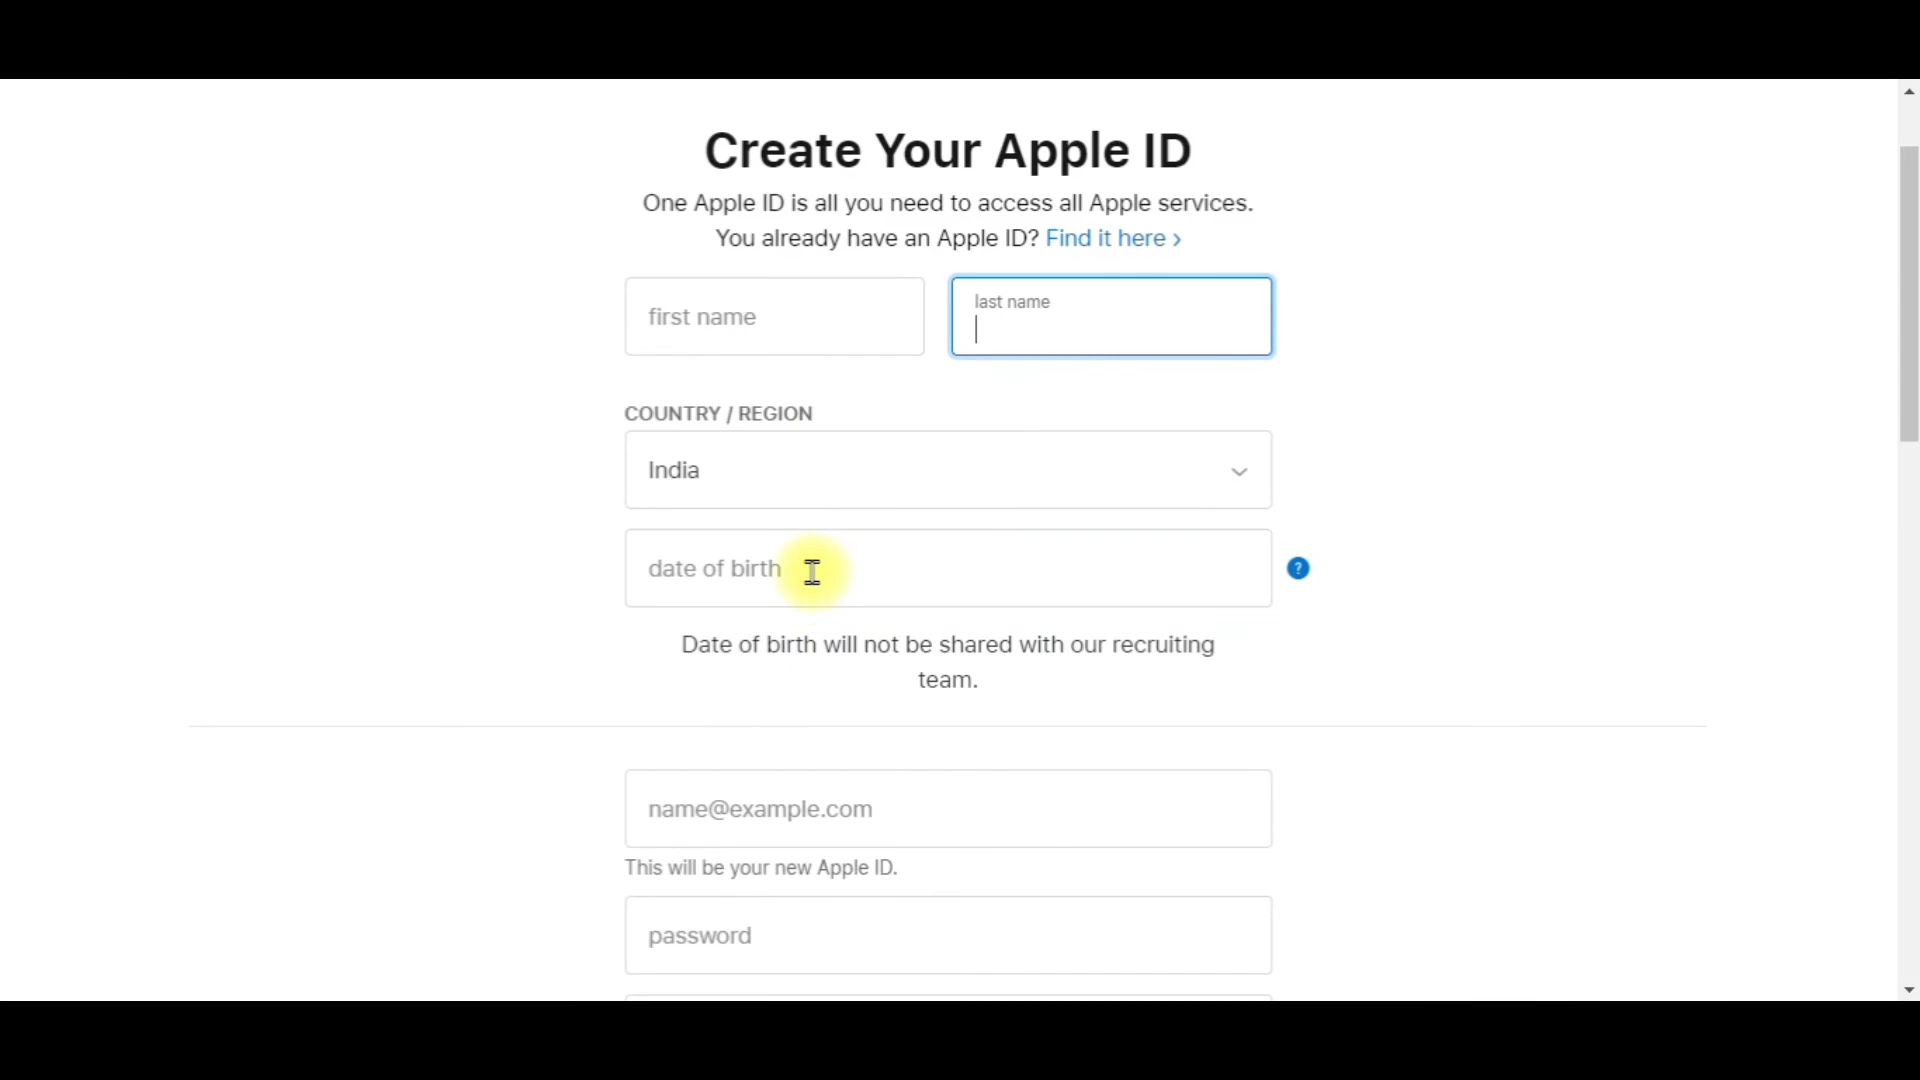 Create Your Apple ID
One Apple ID is all you need to access all Apple services.
You already have an Apple ID? Find it here ›
first name
last name
COUNTRY / REGION
India
date of birth
?
Date of birth will not be shared with our recruiting
team.
name@example.com
This will be your new Apple ID.
password